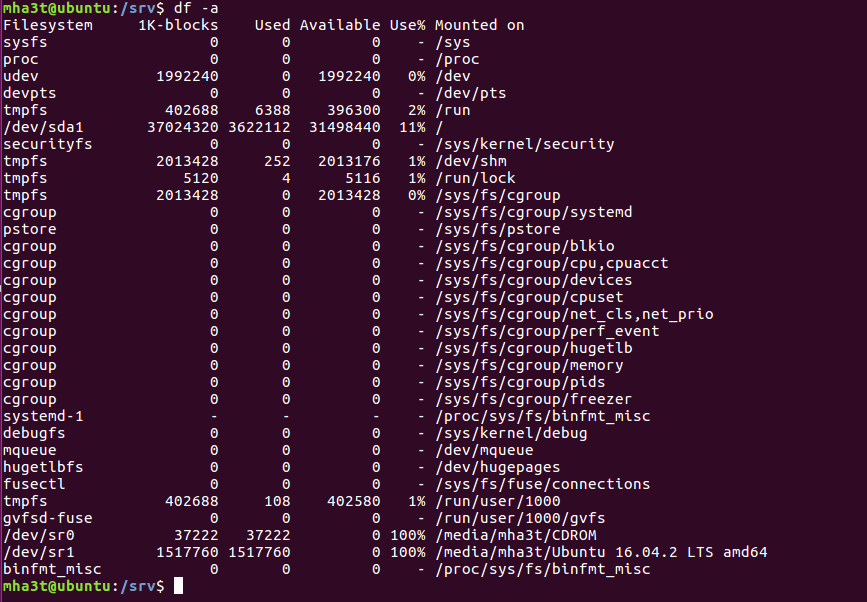 mha3t@ubuntu:/srv$ df -a
Filesystem     1K-blocks    Used Available Use% Mounted on
sysfs                  0       0         0    - /sys
proc                   0       0         0    - /proc
udev             1992240       0   1992240   0% /dev
devpts                 0       0         0    - /dev/pts
tmpfs             402688    6388    396300   2% /run
/dev/sda1       37024320 3622112  31498440  11% /
securityfs             0       0         0    - /sys/kernel/security
tmpfs            2013428     252   2013176   1% /dev/shm
tmpfs               5120       4      5116   1% /run/lock
tmpfs            2013428       0   2013428   0% /sys/fs/cgroup
cgroup                 0       0         0    - /sys/fs/cgroup/systemd
pstore                 0       0         0    - /sys/fs/pstore
cgroup                 0       0         0    - /sys/fs/cgroup/blkio
cgroup                 0       0         0    - /sys/fs/cgroup/cpu,cpuacct
cgroup                 0       0         0    - /sys/fs/cgroup/devices
cgroup                 0       0         0    - /sys/fs/cgroup/cpuset
cgroup                 0       0         0    - /sys/fs/cgroup/net_cls,net_prio
cgroup                 0       0         0    - /sys/fs/cgroup/perf_event
cgroup                 0       0         0    - /sys/fs/cgroup/hugetlb
cgroup                 0       0         0    - /sys/fs/cgroup/memory
cgroup                 0       0         0    - /sys/fs/cgroup/pids
cgroup                 0       0         0    - /sys/fs/cgroup/freezer
systemd-1              -       -         -    - /proc/sys/fs/binfmt_misc
debugfs                0       0         0    - /sys/kernel/debug
mqueue                 0       0         0    - /dev/mqueue
hugetlbfs              0       0         0    - /dev/hugepages
fusectl                0       0         0    - /sys/fs/fuse/connections
tmpfs             402688     108    402580   1% /run/user/1000
gvfsd-fuse             0       0         0    - /run/user/1000/gvfs
/dev/sr0           37222   37222         0 100% /media/mha3t/CDROM
/dev/sr1         1517760 1517760         0 100% /media/mha3t/Ubuntu 16.04.2 LTS amd64
binfmt_misc            0       0         0    - /proc/sys/fs/binfmt_misc
mha3t@ubuntu:/srv$